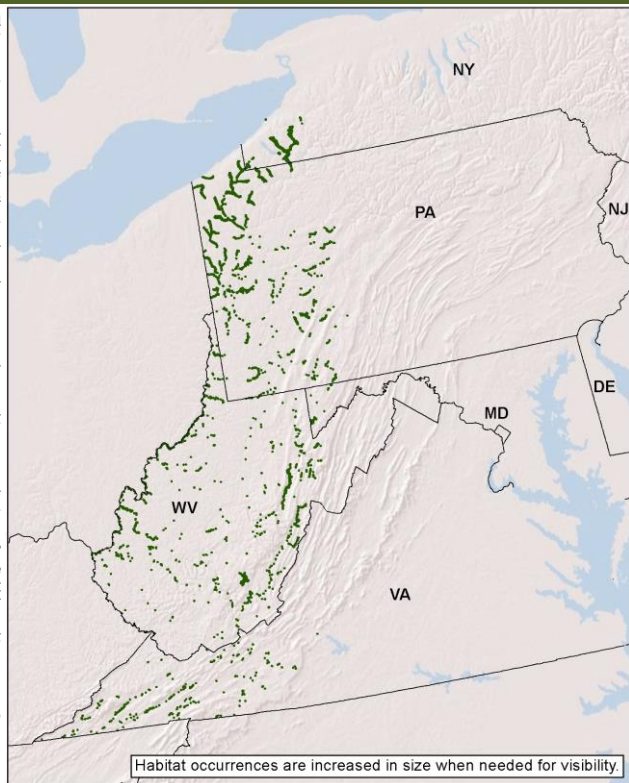 NY
PA
NJ
MD
DE
WV
VA
Habitat occurrences are increased in size when needed for visibility.